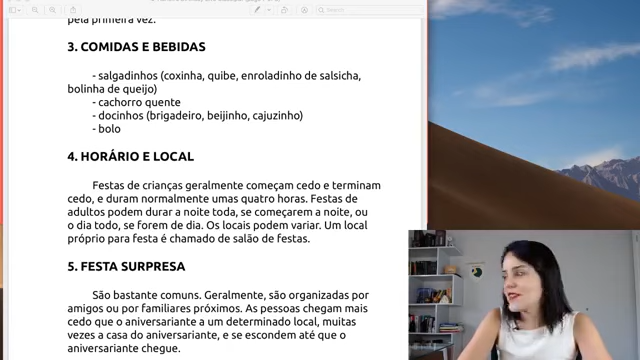 pela primeira vez.
3. COMIDAS E BEBIDAS
- salgadinhos (coxinha, quibe, enroladinho de salsicha,
bolinha de queijo)
- cachorro quente
- docinhos (brigadeiro, beijinho, cajuzinho)
- bolo
4. HORÁRIO E LOCAL
Festas de crianças geralmente começam cedo e terminam
cedo, e duram normalmente umas quatro horas. Festas de
adultos podem durar a noite toda, se começarem a noite, ou
o dia todo, se forem de dia. Os locais podem variar. Um local
próprio para festa é chamado de salão de festas.
5. FESTA SURPRESA
São bastante comuns. Geralmente, são organizadas por
amigos ou por familiares próximos. As pessoas chegam mais
cedo que o aniversariante a um determinado local, muitas
vezes a casa do aniversariante, e se escondem até que o
aniversariante chegue.